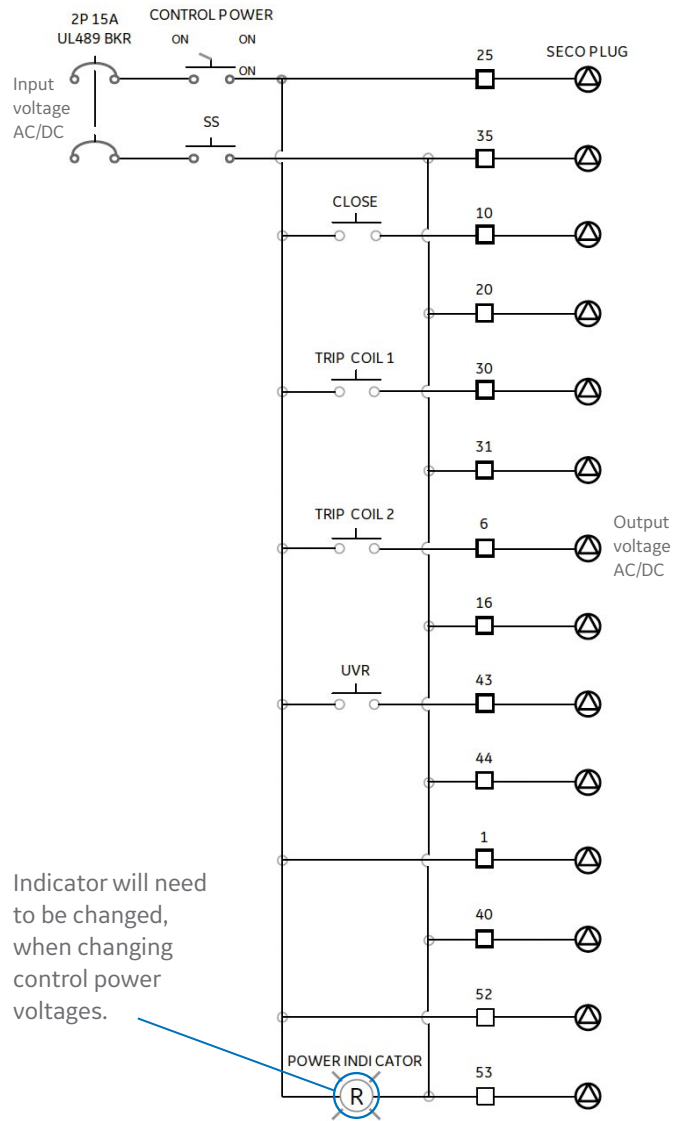 2P 15A
UL489 BKR
CONTROL POWER
ON ON
ON
25
SECO PLUG
Input
voltage
AC/DC
SS
35
CLOSE
10
20
TRIP COIL 1
30
31
TRIP COIL 2
6
Output
voltage
AC/DC
16
UVR
43
44
1
Indicator will need
to be changed,
when changing
control power
voltages.
40
52
POWER INDICATOR
R
53